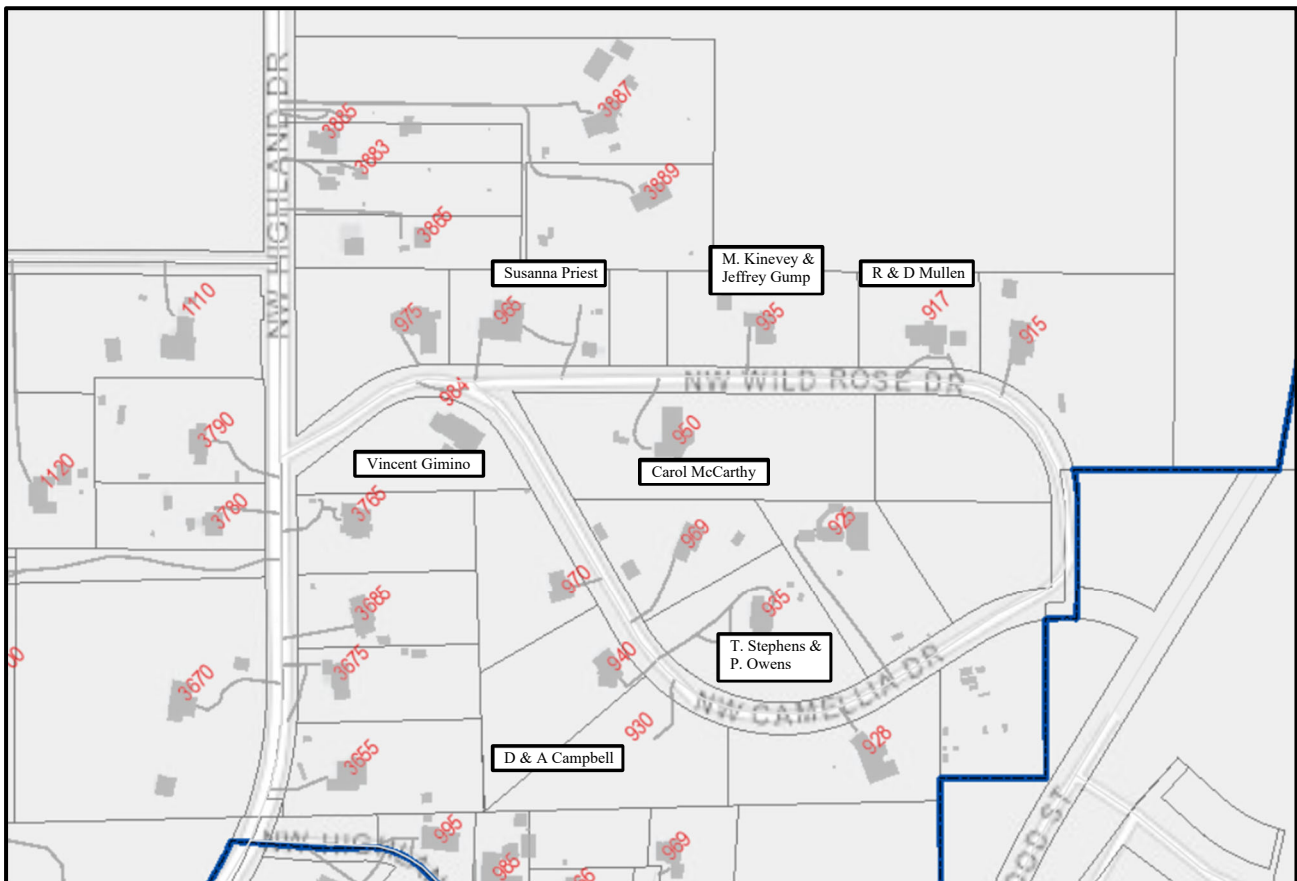 NW HIGHLAND DR
3887
3885
3883
3889
3865
Susanna Priest
M. Kinevey &
Jeffrey Gump
R & D Mullen
1110
975
965
935
917
915
NW WILD ROSE DR
984
950
3790
Vincent Gimino
Carol McCarthy
1120
3780
3765
969
925
970
3685
935
T. Stephens &
P. Owens
3675
940
3670
NW CAMELLIA DR
930
928
D & A Campbell
3655
995
985
969